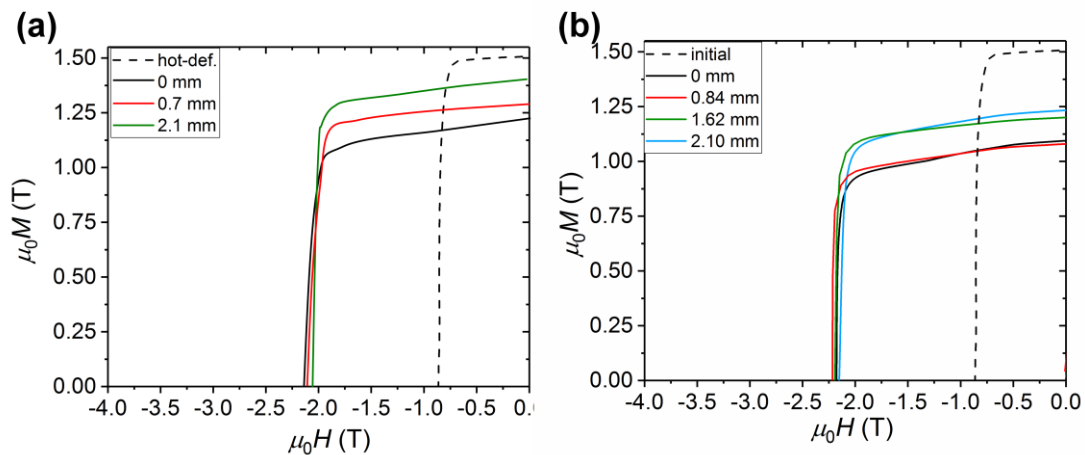 (a)
hot-def.
0 mm
0.7 mm
2.1 mm
1.50
1.25
1.00
0.75
0.50
0.25
0.00
μ₀M (T)
-4.0 -3.5 -3.0 -2.5 -2.0 -1.5 -1.0 -0.5 0.0
μ₀H (T)
(b)
initial
0 mm
0.84 mm
1.62 mm
2.10 mm
1.50
1.25
1.00
0.75
0.50
0.25
0.00
μ₀M (T)
-4.0 -3.5 -3.0 -2.5 -2.0 -1.5 -1.0 -0.5 0.0
μ₀H (T)